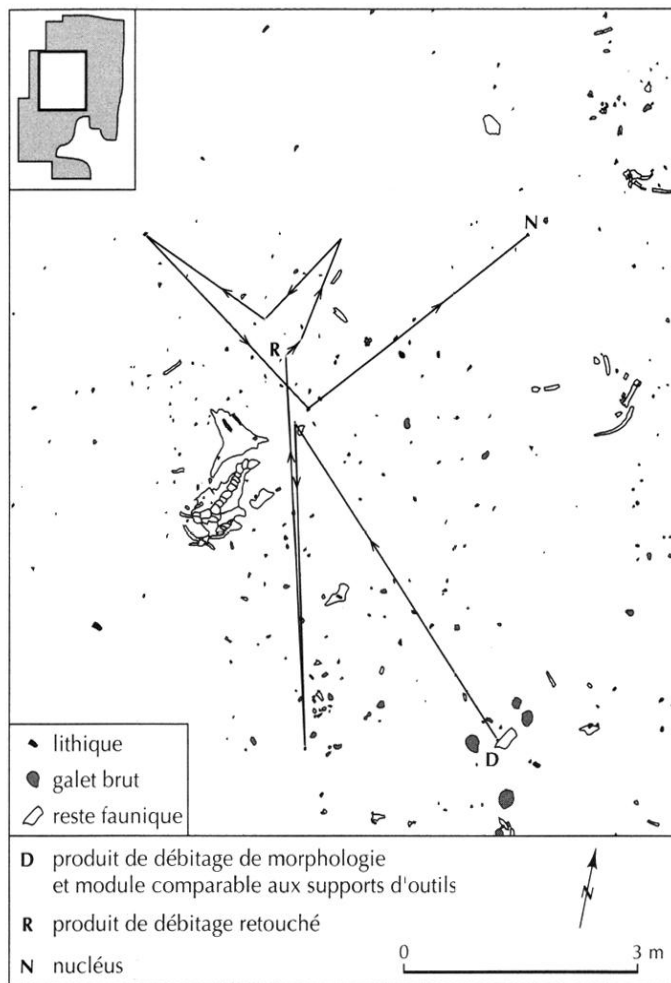 N
R
D
lithique
galet brut
reste faunique
D produit de débitage de morphologie
et module comparable aux supports d'outils
R produit de débitage retouché
N nucléus
N
0 3 m